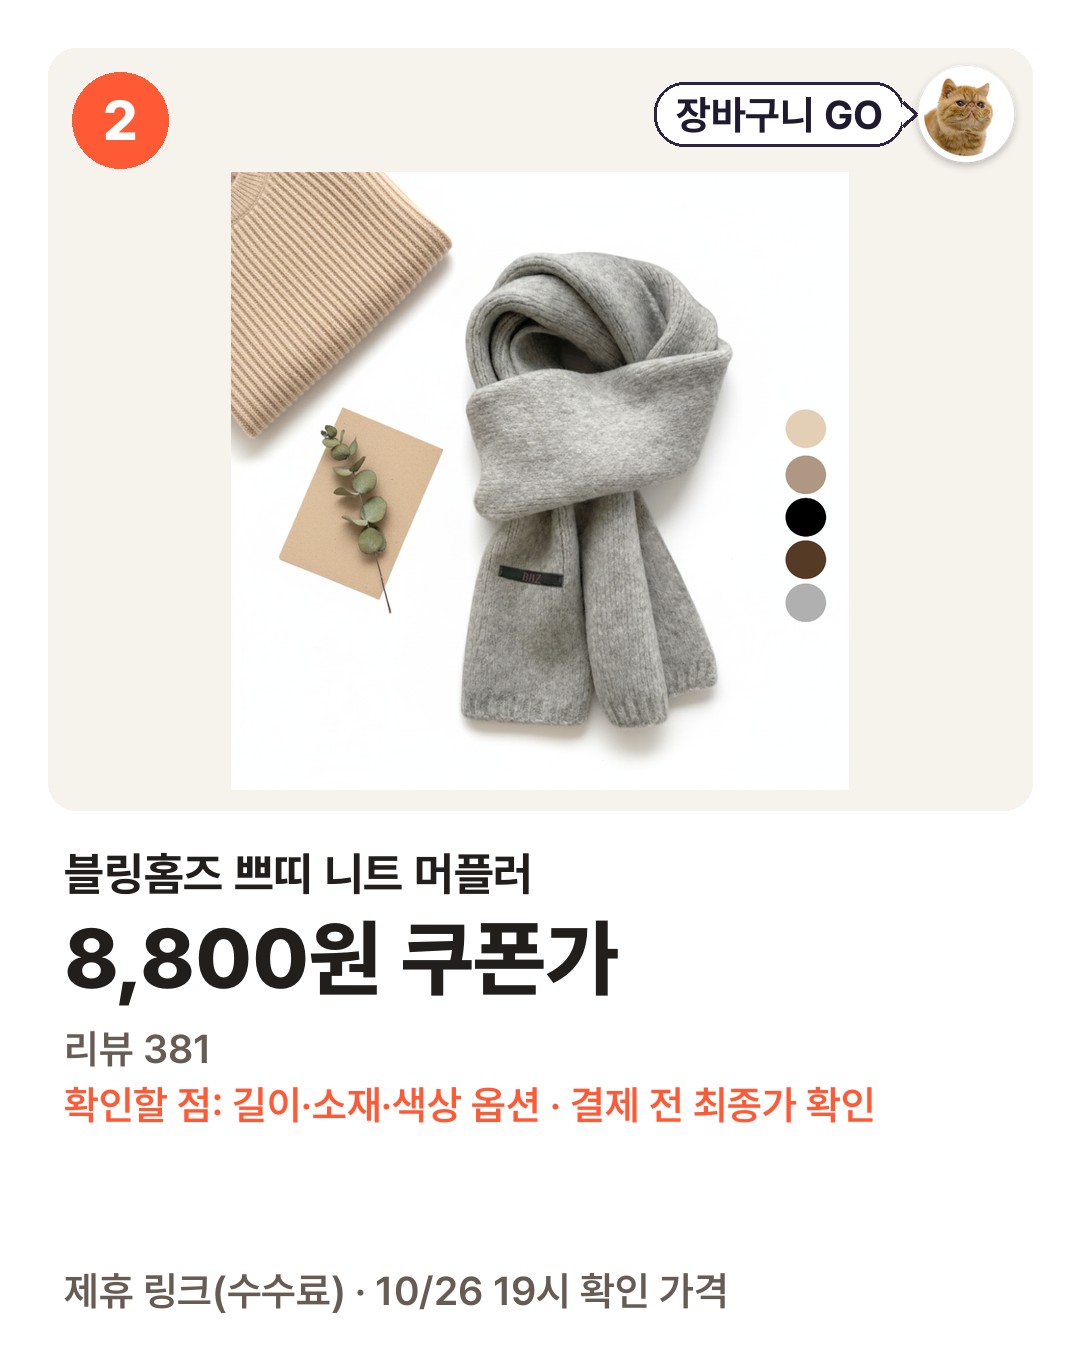 2
장바구니 GO
블링홈즈 쁘띠 니트 머플러
8,800원 쿠폰가
리뷰 381
확인할 점: 길이·소재·색상 옵션 · 결제 전 최종가 확인
제휴 링크(수수료) · 10/26 19시 확인 가격